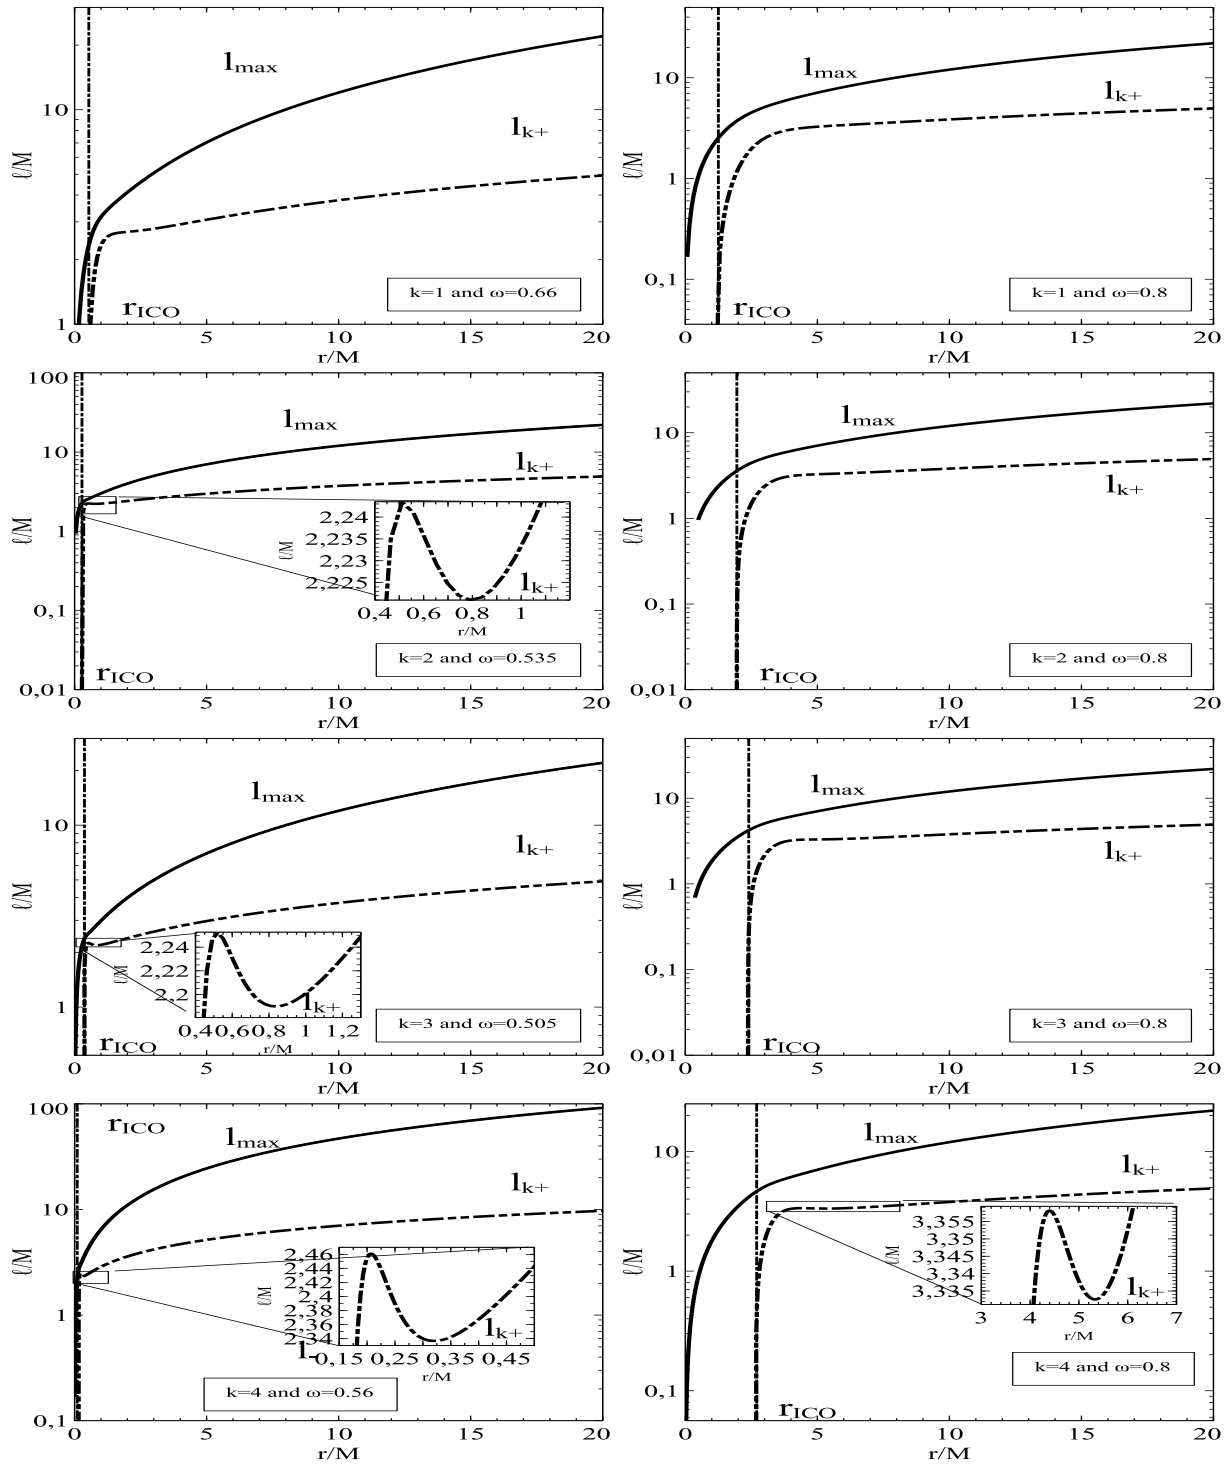 l_max
l_k+
10
ℓ/M
k=1 and ω=0.66
r_ICO
1
0 5 10 15 20
r/M
l_max
l_k+
10
ℓ/M
1
0,1
k=1 and ω=0.8
r_ICO
0 5 10 15 20
r/M
100
l_max
10
l_k+
ℓ/M
1
2,24
2,235
2,23
2,225
ℓ/M
l_k+
0,4 0,6 0,8 1
r/M
0,1
k=2 and ω=0.535
r_ICO
0,01
0 5 10 15 20
r/M
l_max
10
l_k+
ℓ/M
1
0,1
k=2 and ω=0.8
r_ICO
0,01
0 5 10 15 20
r/M
l_max
10
l_k+
ℓ/M
2,24
2,22
2,2
ℓ/M
l_k+
0,4 0,6 0,8 1 1,2
r/M
1
k=3 and ω=0.505
r_ICO
0 5 10 15 20
r/M
l_max
10
l_k+
ℓ/M
1
0,1
k=3 and ω=0.8
r_ICO
0,01
0 5 10 15 20
r/M
100
r_ICO
l_max
l_k+
10
ℓ/M
2,46
2,44
2,42
2,4
2,38
2,36
2,34
ℓ/M
l_k+
l-
0,15 0,25 0,35 0,45
r/M
1
k=4 and ω=0.56
0,1
0 5 10 15 20
r/M
l_max
10
l_k+
ℓ/M
3,355
3,35
3,345
3,34
3,335
ℓ/M
l_k+
3 4 5 6 7
r/M
1
k=4 and ω=0.8
0,1
r_ICO
0 5 10 15 20
r/M